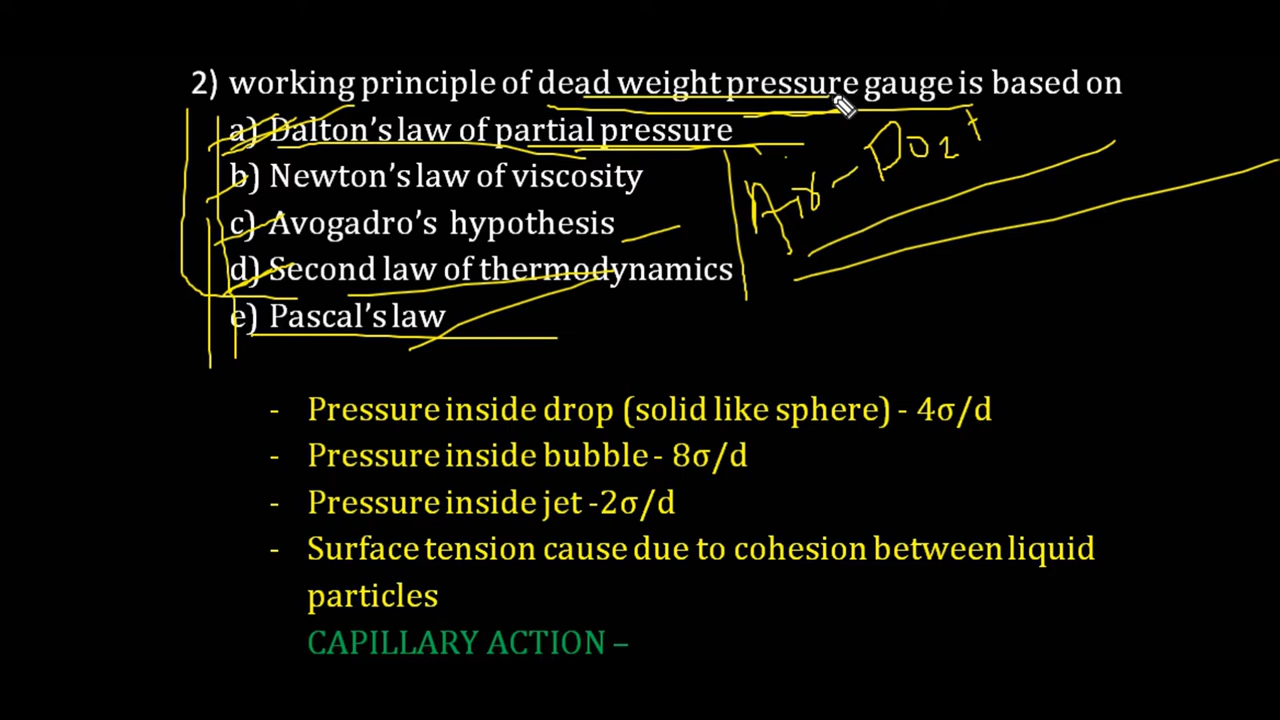 2) working principle of dead weight pressure gauge is based on
a) Dalton's law of partial pressure
b) Newton's law of viscosity
c) Avogadro's hypothesis
d) Second law of thermodynamics
e) Pascal's law
Air - Po2 +
- Pressure inside drop (solid like sphere) - 4σ/d
- Pressure inside bubble - 8σ/d
- Pressure inside jet -2σ/d
- Surface tension cause due to cohesion between liquid
particles
CAPILLARY ACTION –